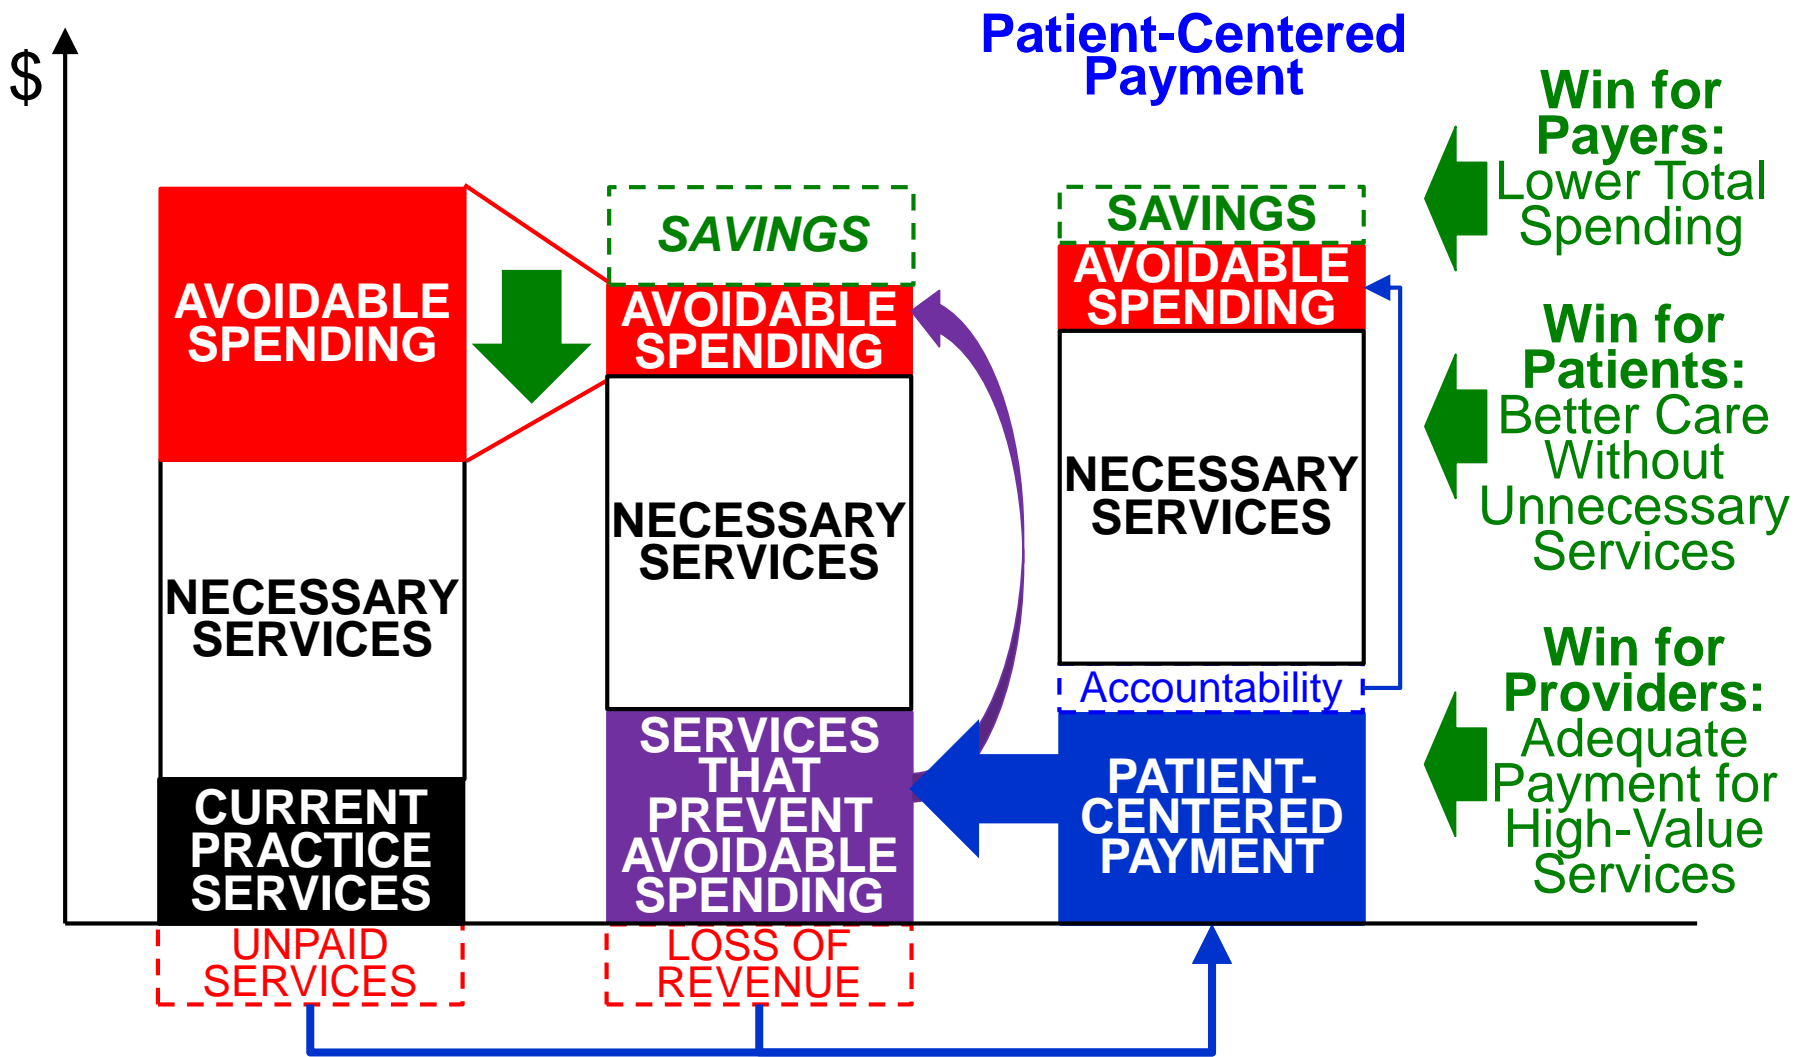 $
Patient-Centered
Payment
AVOIDABLE
SPENDING
NECESSARY
SERVICES
CURRENT
PRACTICE
SERVICES
UNPAID
SERVICES
SAVINGS
AVOIDABLE
SPENDING
NECESSARY
SERVICES
SERVICES
THAT
PREVENT
AVOIDABLE
SPENDING
LOSS OF
REVENUE
SAVINGS
AVOIDABLE
SPENDING
NECESSARY
SERVICES
Accountability
PATIENT-
CENTERED
PAYMENT
Win for
Payers:
Lower Total
Spending
Win for
Patients:
Better Care
Without
Unnecessary
Services
Win for
Providers:
Adequate
Payment for
High-Value
Services